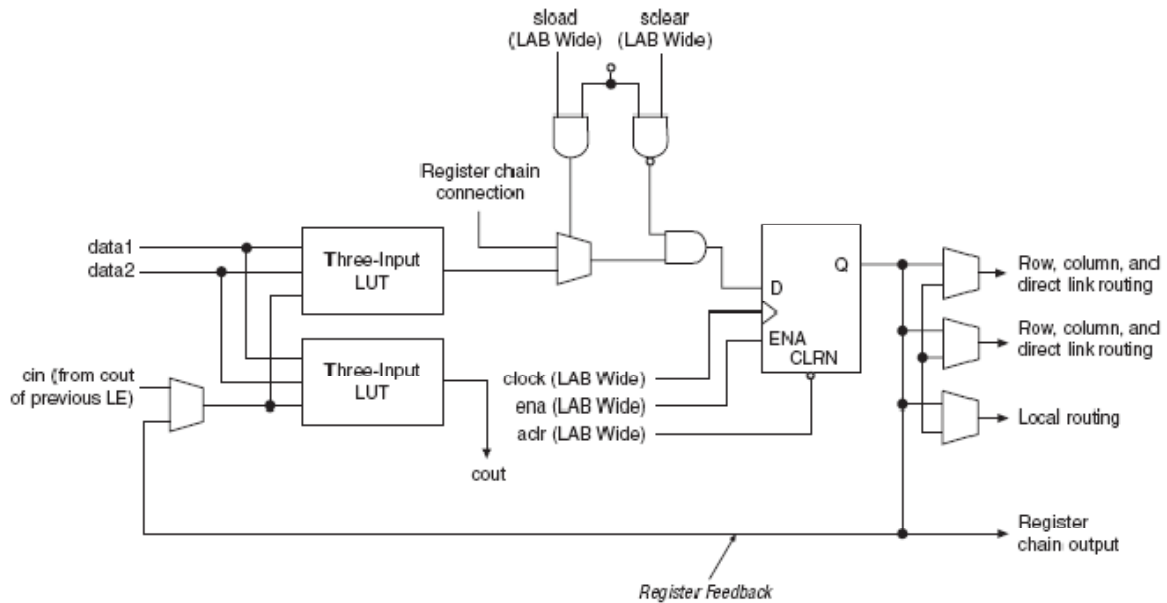 sload
(LAB Wide)
sclear
(LAB Wide)
Register chain
connection
data1
data2
Three-Input
LUT
Three-Input
LUT
cin (from cout
of previous LE)
cout
Q
D
ENA
CLRN
clock (LAB Wide)
ena (LAB Wide)
aclr (LAB Wide)
Row, column, and
direct link routing
Row, column, and
direct link routing
Local routing
Register
chain output
Register Feedback